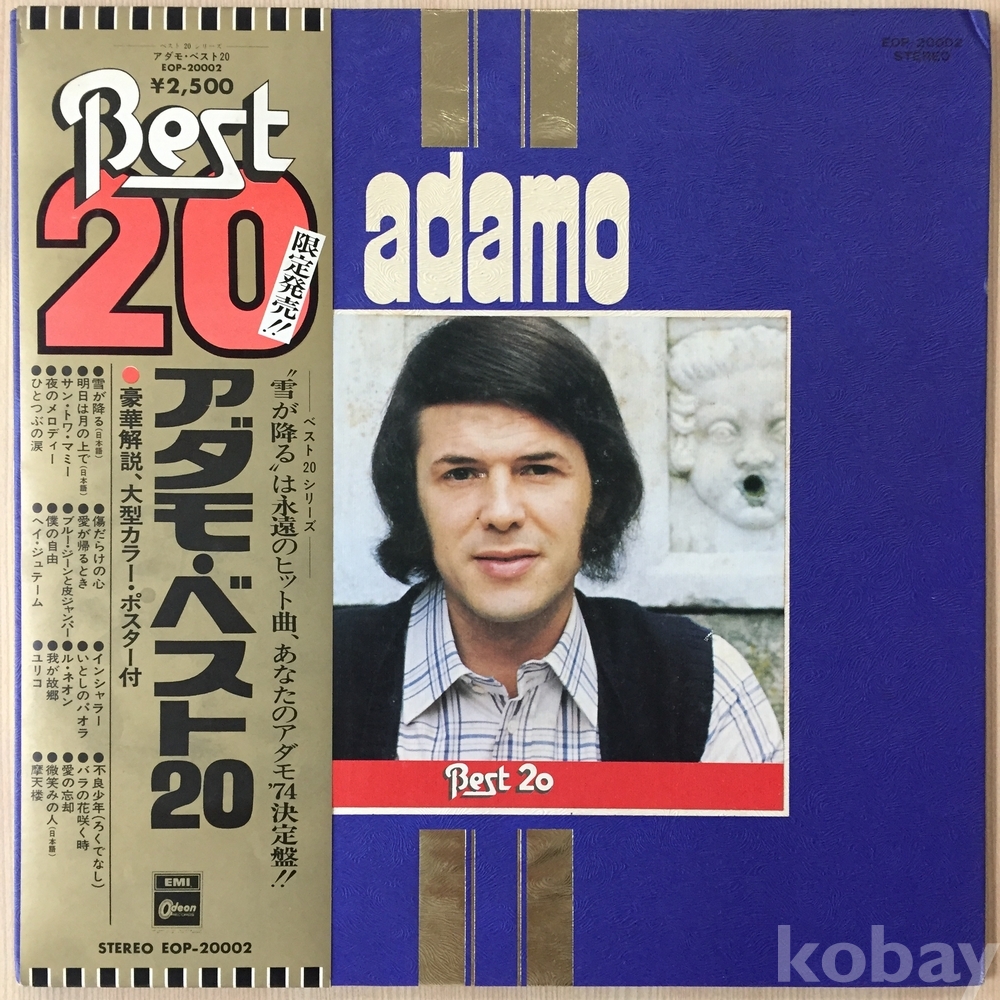 ベスト20シリーズ
アダモ・ベスト20
EOP-20002
¥2,500
Best
20
限定発売!!
ベスト20シリーズ
“雪が降る”は永遠のヒット曲、あなたのアダモ'74決定盤!!
アダモ・ベスト20
●豪華解説、大型カラー・ポスター付
●雪が降る(日本語)
●明日は月の上で(日本語)
●サン・トワ・マミー
●夜のメロディー
●ひとつぶの涙
●傷だらけの心
●愛が帰るとき
●ブルー・ジーンと皮ジャンパー
●僕の自由
●ヘイ・ジュテーム
●インシャラー
●いとしのパオラ
●ル・ネオン
●我が故郷
●ユリコ
●不良少年(ろくでなし)
●バラの花咲く時
●愛の忘却
●微笑みの人(日本語)
●摩天楼
EMI
Odeon
STEREO EOP-20002
EOP-20002
STEREO
adamo
Best 20
kobay